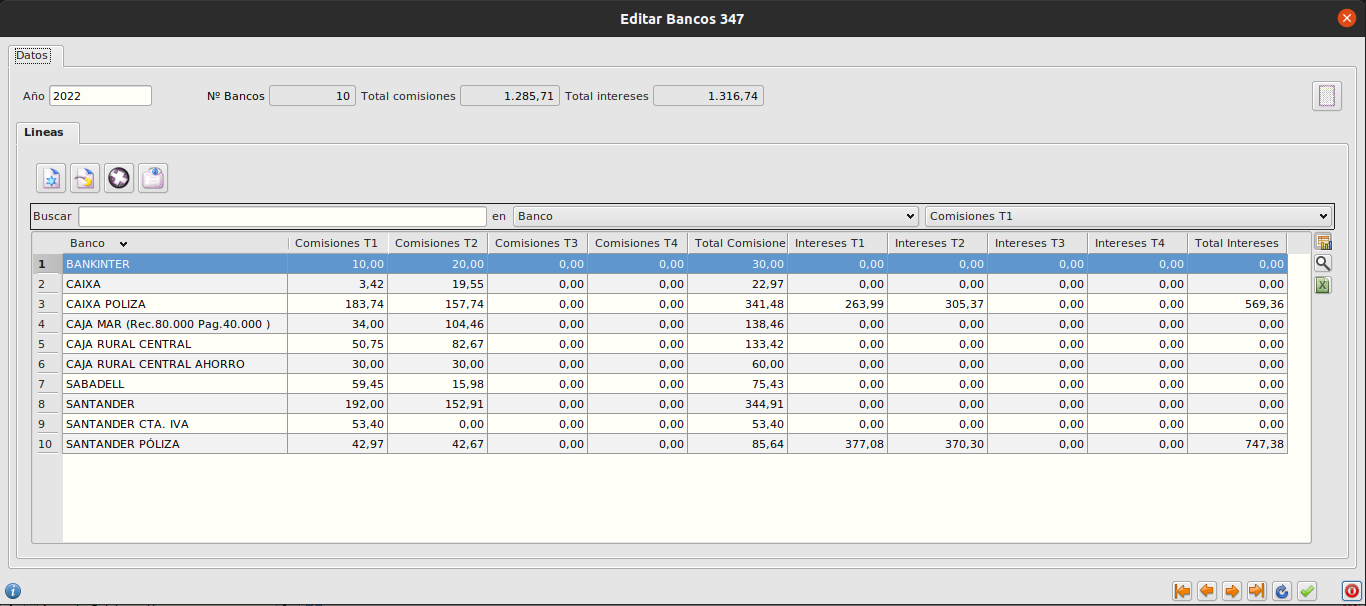 Editar Bancos 347
Datos
Año 2022 Nº Bancos 10 Total comisiones 1.285,71 Total intereses 1.316,74
Lineas
Buscar en Banco Comisiones T1
Banco Comisiones T1 Comisiones T2 Comisiones T3 Comisiones T4 Total Comisione Intereses T1 Intereses T2 Intereses T3 Intereses T4 Total Intereses
1 BANKINTER 10,00 20,00 0,00 0,00 30,00 0,00 0,00 0,00 0,00 0,00
2 CAIXA 3,42 19,55 0,00 0,00 22,97 0,00 0,00 0,00 0,00 0,00
3 CAIXA POLIZA 183,74 157,74 0,00 0,00 341,48 263,99 305,37 0,00 0,00 569,36
4 CAJA MAR (Rec.80.000 Pag.40.000 ) 34,00 104,46 0,00 0,00 138,46 0,00 0,00 0,00 0,00 0,00
5 CAJA RURAL CENTRAL 50,75 82,67 0,00 0,00 133,42 0,00 0,00 0,00 0,00 0,00
6 CAJA RURAL CENTRAL AHORRO 30,00 30,00 0,00 0,00 60,00 0,00 0,00 0,00 0,00 0,00
7 SABADELL 59,45 15,98 0,00 0,00 75,43 0,00 0,00 0,00 0,00 0,00
8 SANTANDER 192,00 152,91 0,00 0,00 344,91 0,00 0,00 0,00 0,00 0,00
9 SANTANDER CTA. IVA 53,40 0,00 0,00 0,00 53,40 0,00 0,00 0,00 0,00 0,00
10 SANTANDER PÓLIZA 42,97 42,67 0,00 0,00 85,64 377,08 370,30 0,00 0,00 747,38